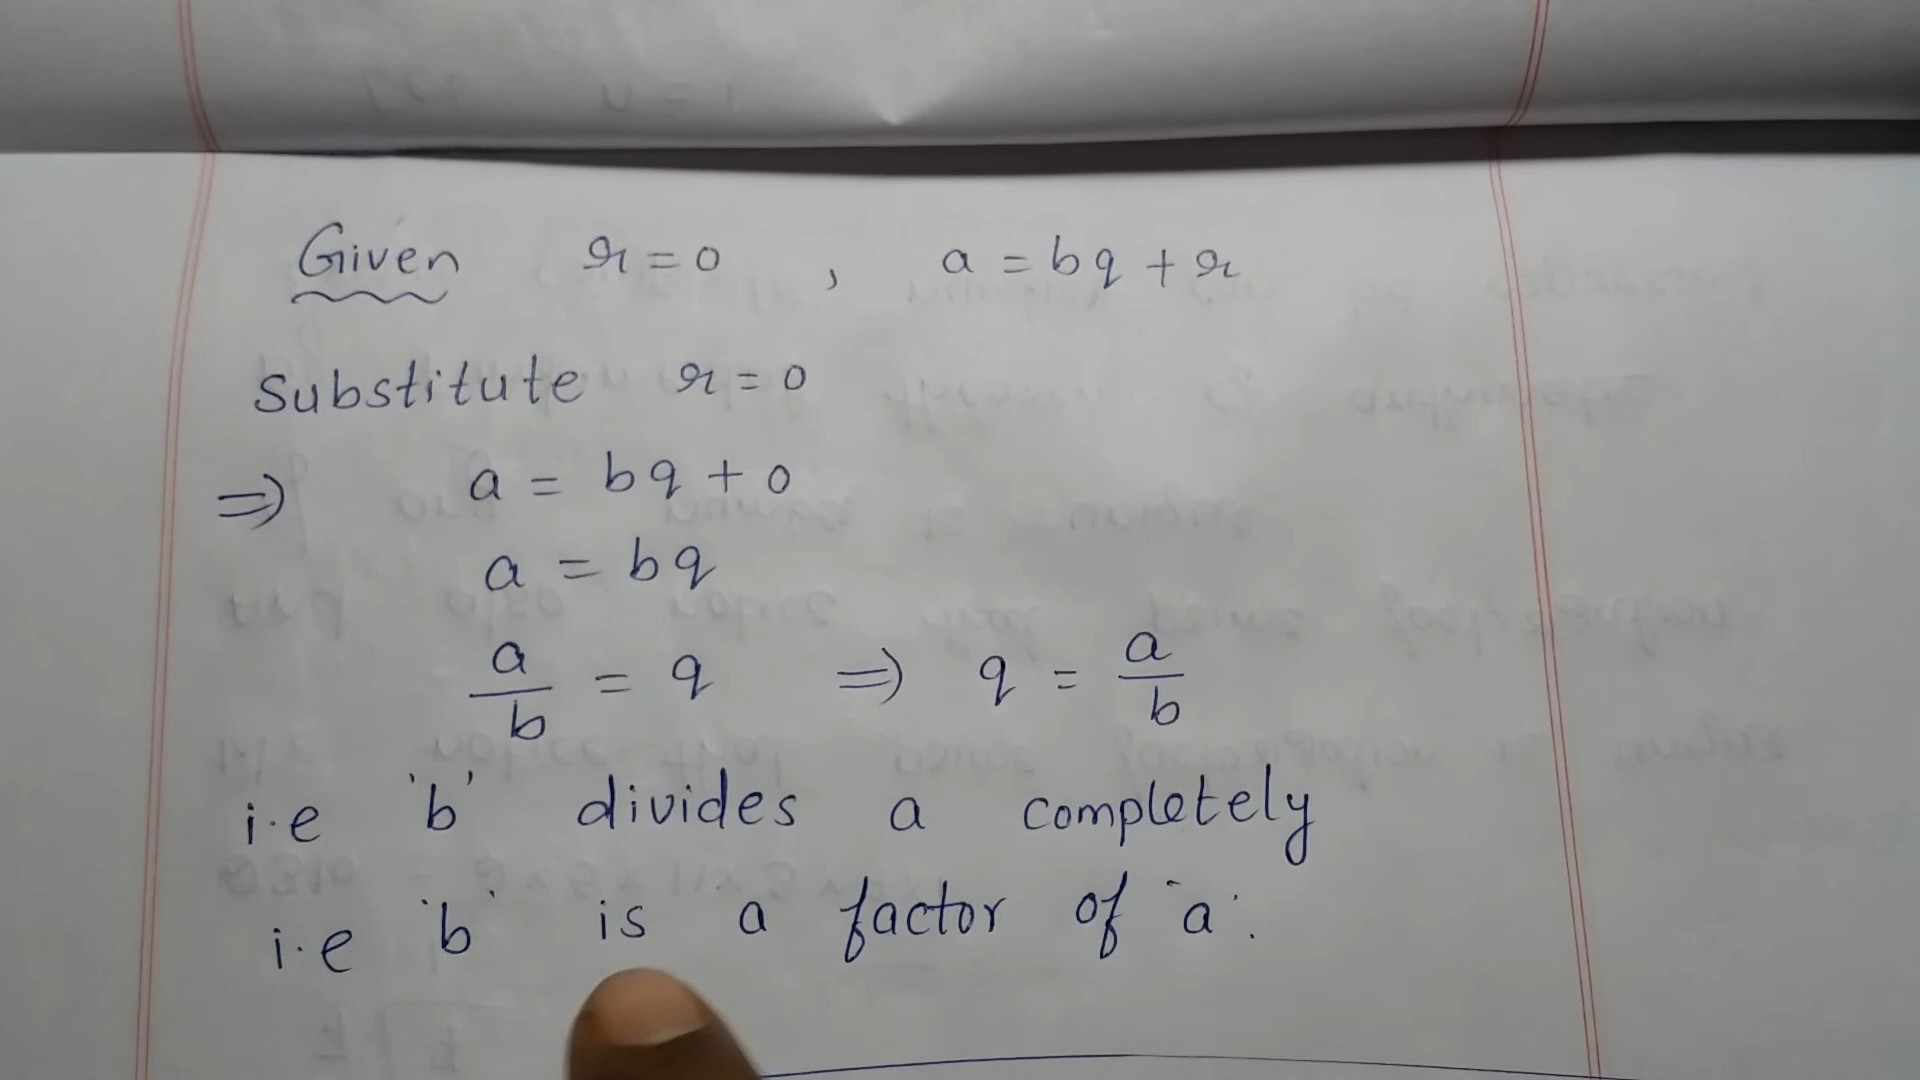 Given r = 0 , a = bq + r
Substitute r = 0
⇒ a = bq + 0
a = bq
a/b = q ⇒ q = a/b
i.e 'b' divides a completely
i.e 'b' is a factor of 'a'.